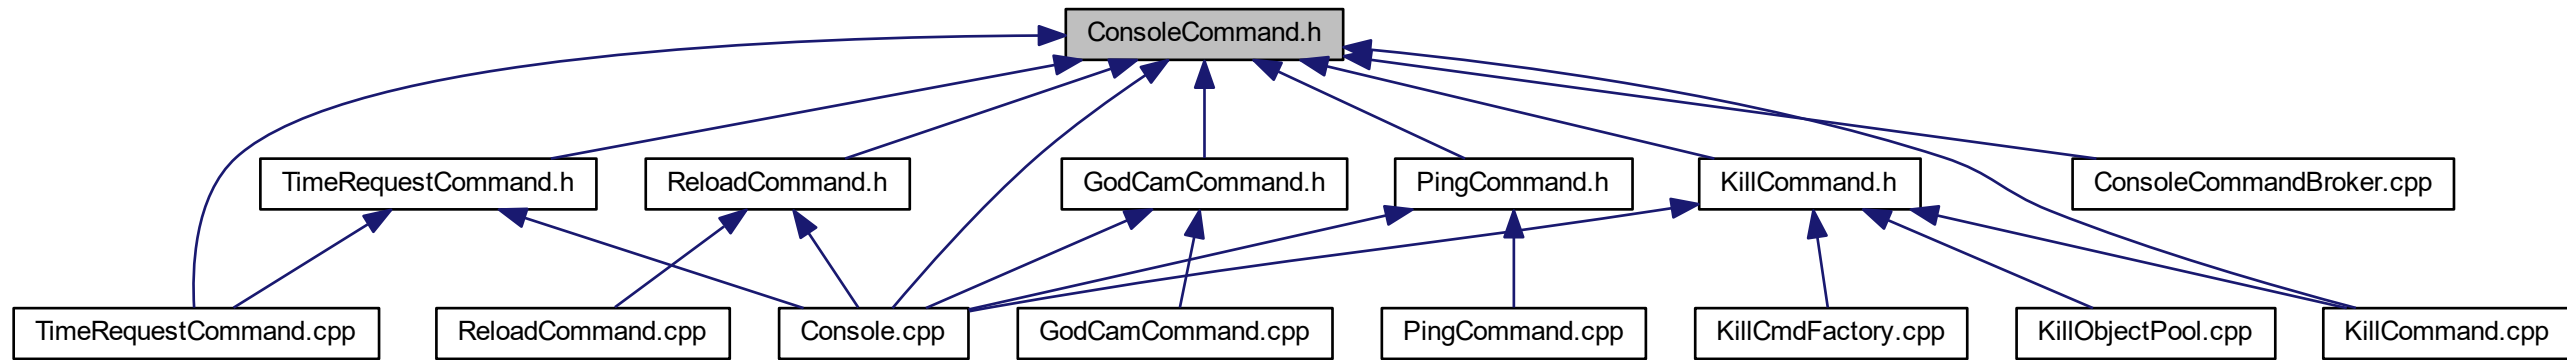 ConsoleCommand.h
TimeRequestCommand.h
ReloadCommand.h
GodCamCommand.h
PingCommand.h
KillCommand.h
ConsoleCommandBroker.cpp
TimeRequestCommand.cpp
ReloadCommand.cpp
Console.cpp
GodCamCommand.cpp
PingCommand.cpp
KillCmdFactory.cpp
KillObjectPool.cpp
KillCommand.cpp